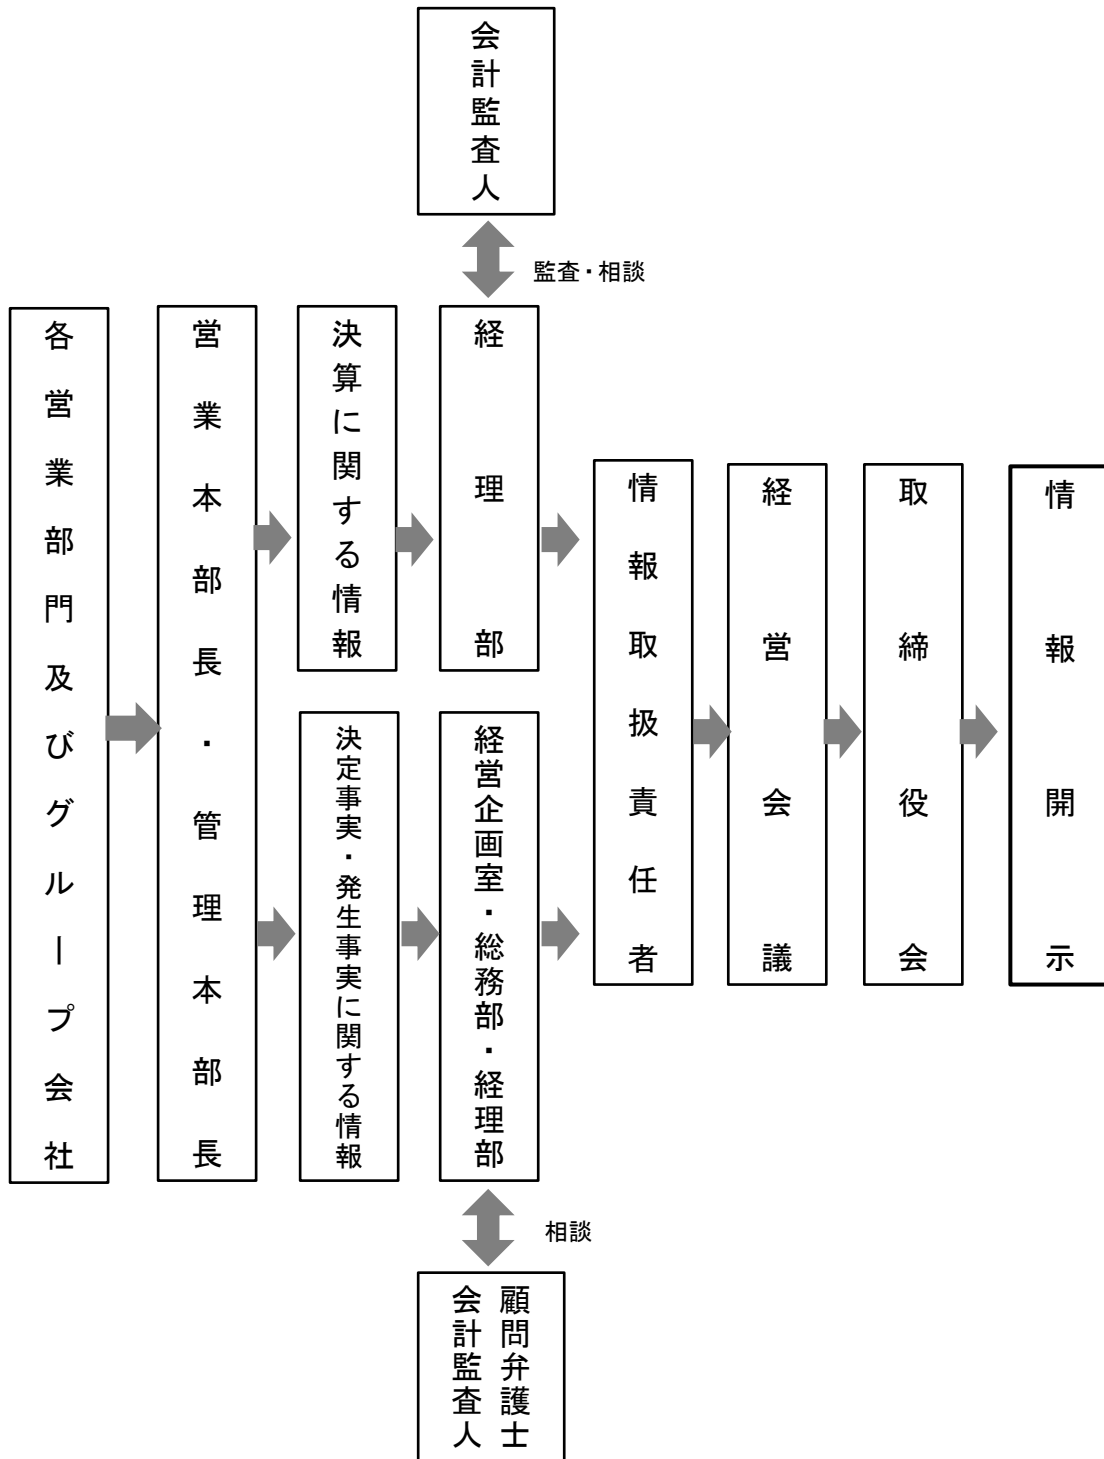 会計監査人
監査・相談
各営業部門及びグループ会社
営業本部長・管理本部長
決算に関する情報
経理部
決定事実・発生事実に関する情報
経営企画室・総務部・経理部
情報取扱責任者
経営会議
取締役会
情報開示
相談
顧問弁護士
会計監査人